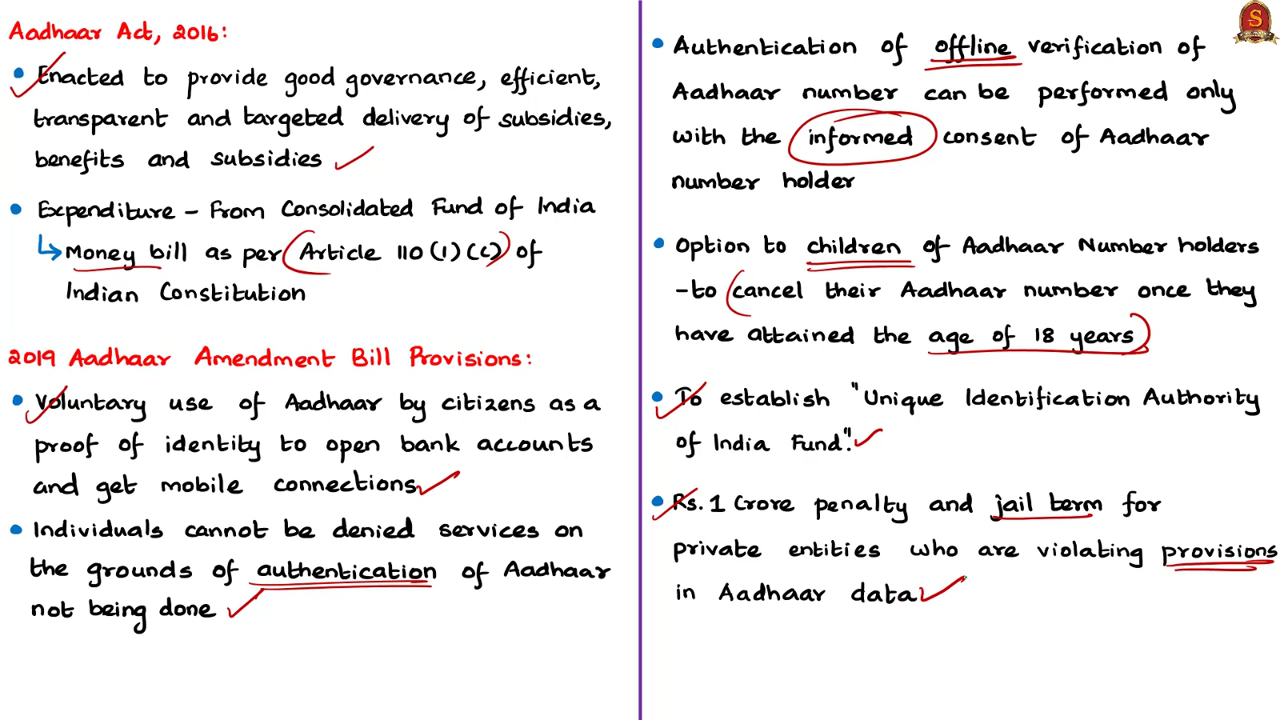 Aadhaar Act, 2016:
• Enacted to provide good governance, efficient,
transparent and targeted delivery of subsidies,
benefits and subsidies
• Expenditure – From Consolidated Fund of India
↳ Money bill as per Article 110 (1) (c) of
Indian Constitution
2019 Aadhaar Amendment Bill Provisions:
• Voluntary use of Aadhaar by citizens as a
proof of identity to open bank accounts
and get mobile connections
• Individuals cannot be denied services on
the grounds of authentication of Aadhaar
not being done
• Authentication of offline verification of
Aadhaar number can be performed only
with the informed consent of Aadhaar
number holder
• Option to children of Aadhaar Number holders
-to cancel their Aadhaar number once they
have attained the age of 18 years
• To establish "Unique Identification Authority
of India Fund".
• Rs. 1 Crore penalty and jail term for
private entities who are violating provisions
in Aadhaar data